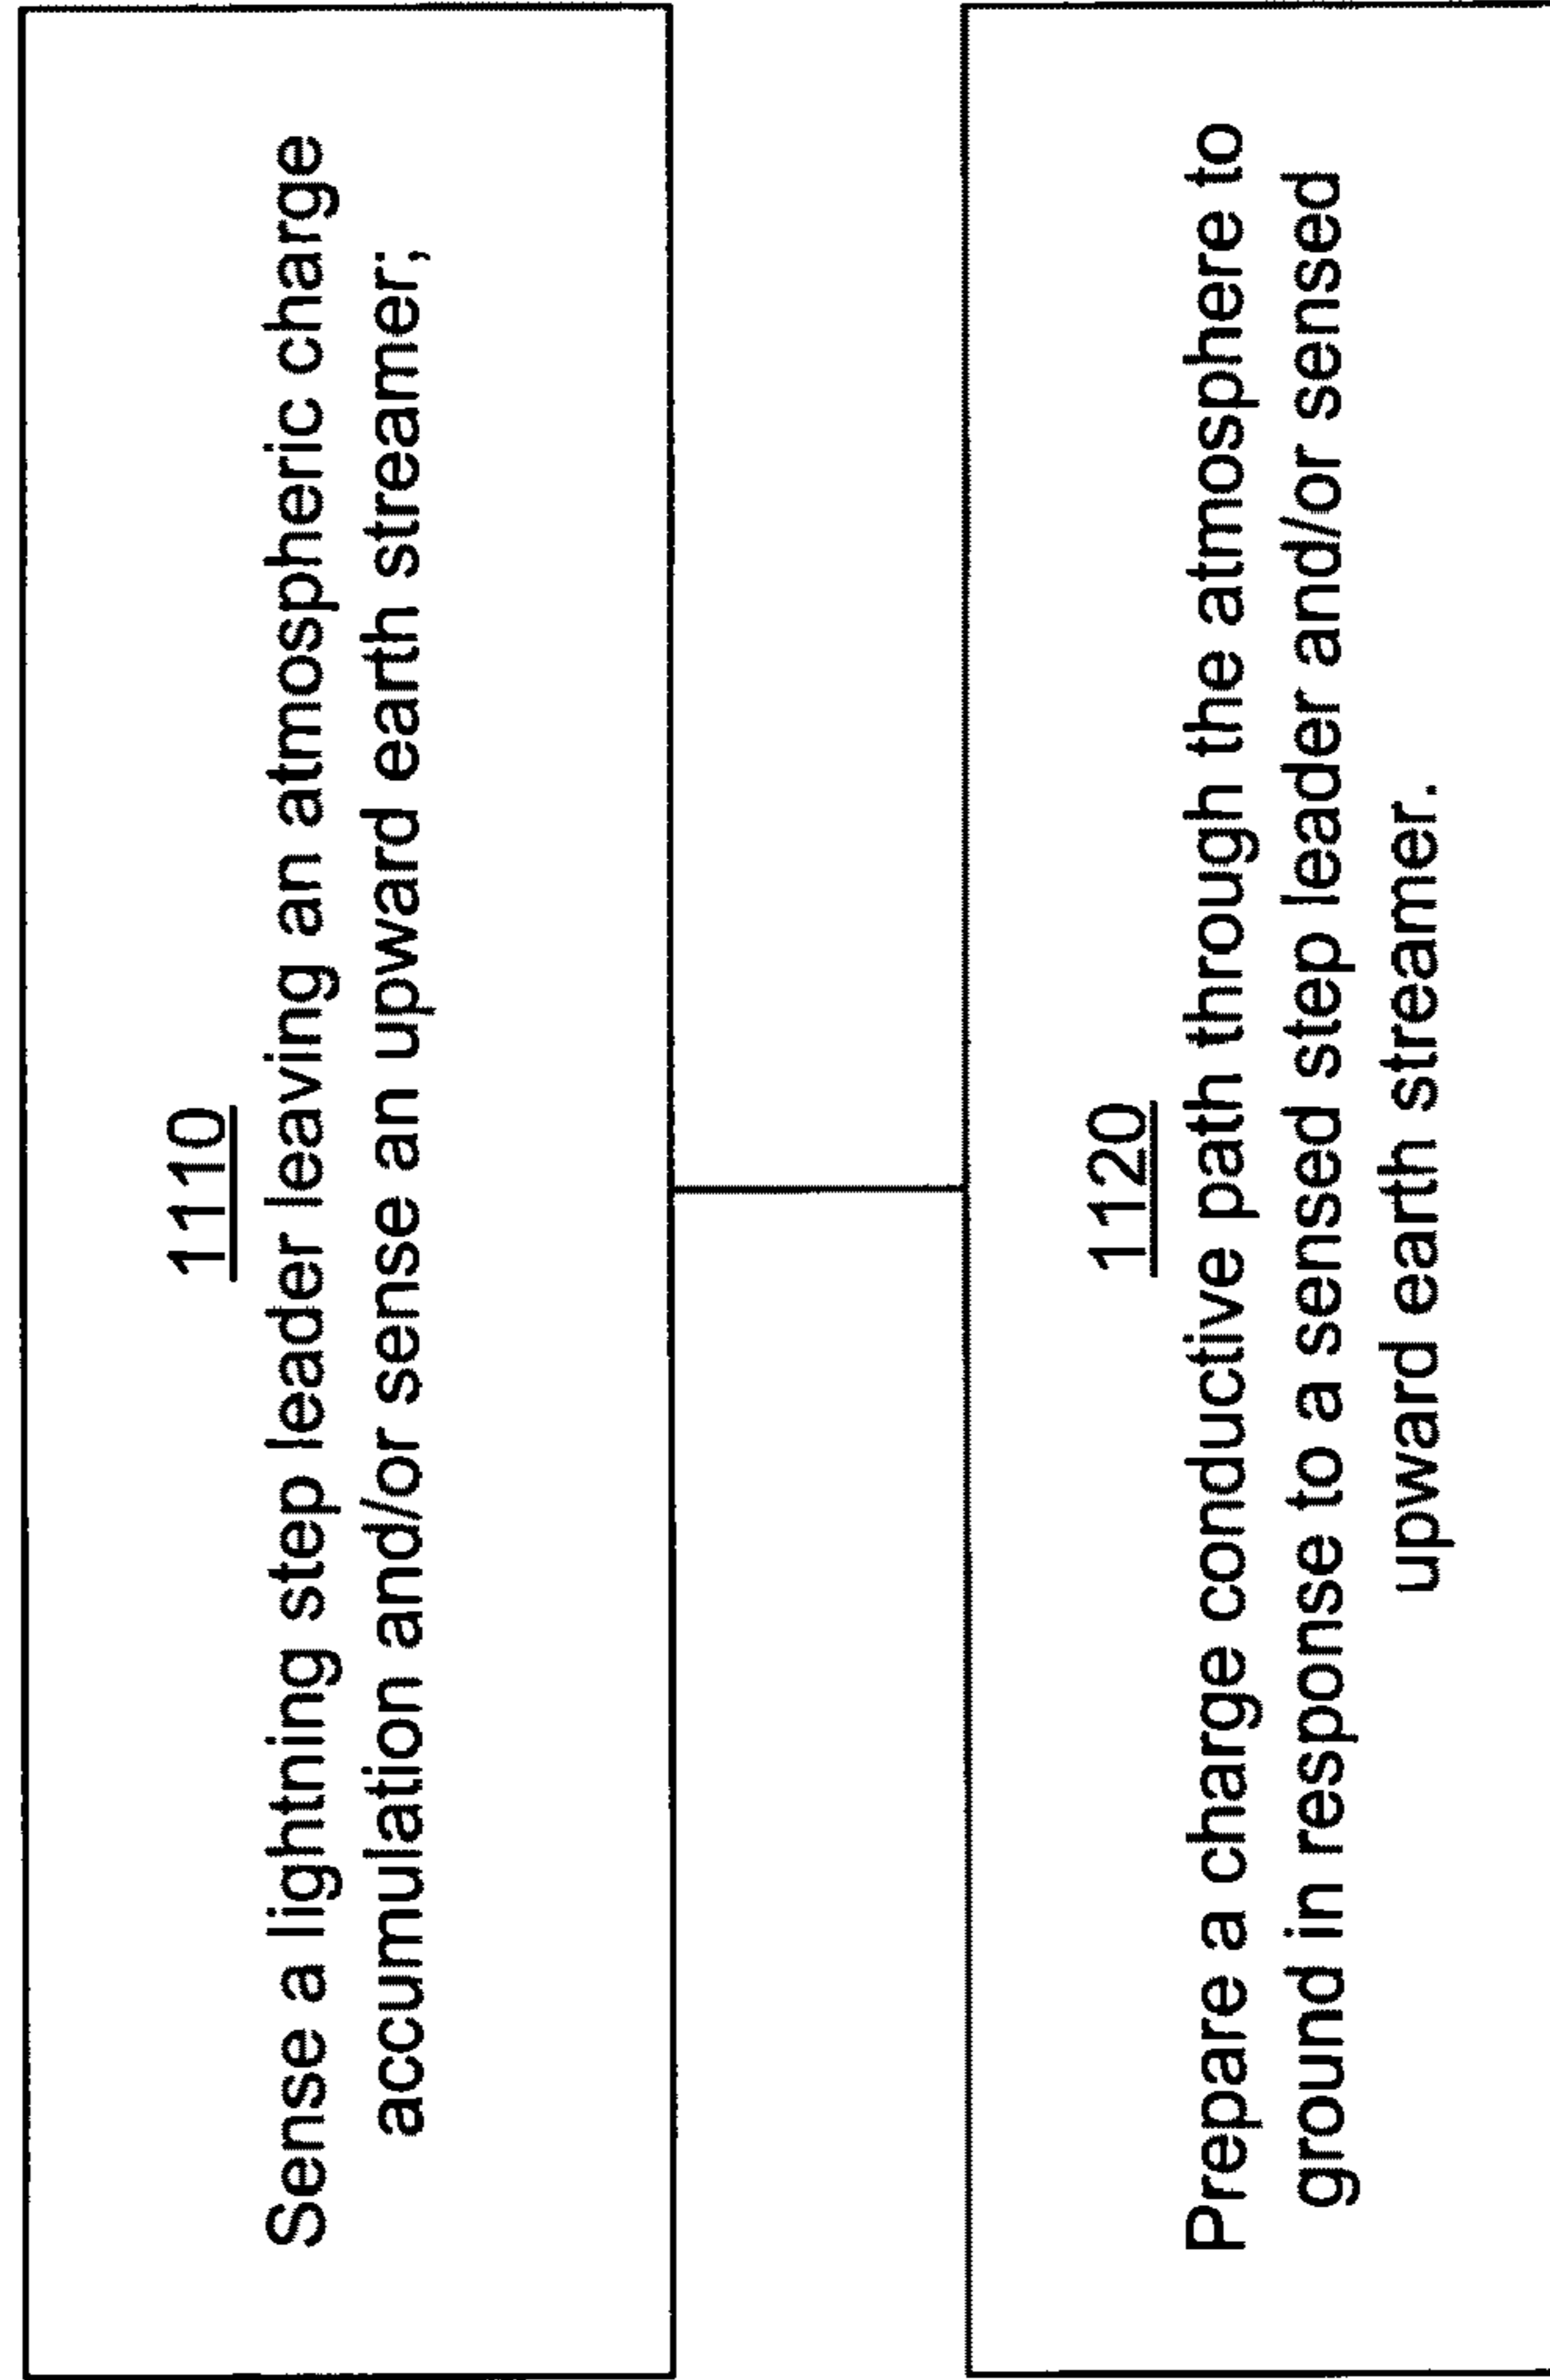 1110
Sense a lightning step leader leaving an atmospheric charge
accumulation and/or sense an upward earth streamer;
1120
Prepare a charge conductive path through the atmosphere to
ground in response to a sensed step leader and/or sensed
upward earth streamer.